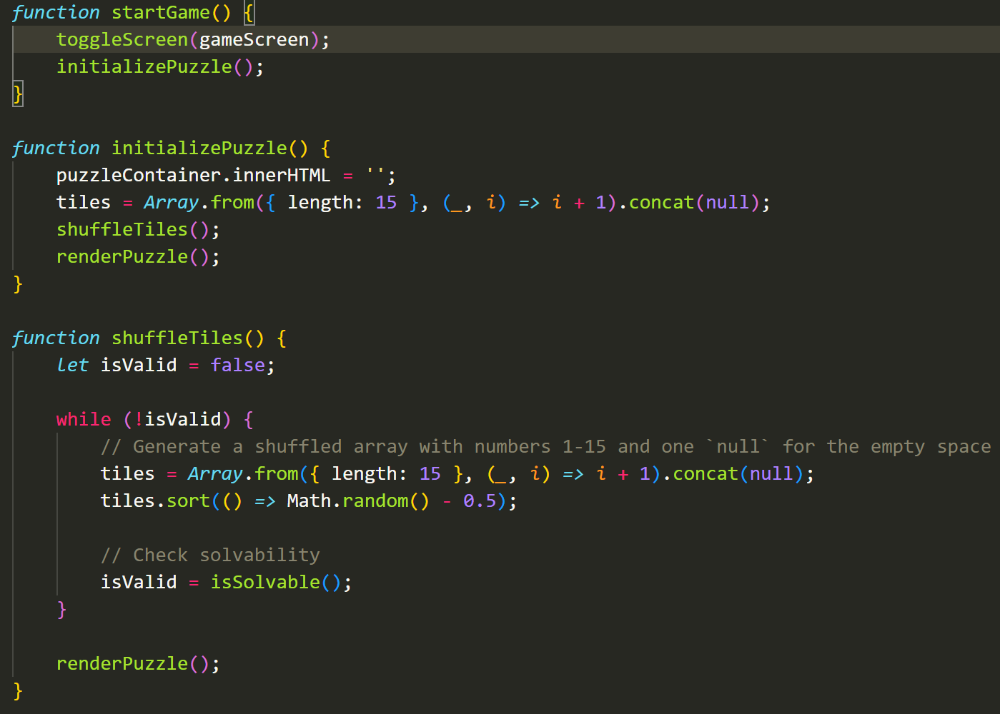 function startGame() {
    toggleScreen(gameScreen);
    initializePuzzle();
}

function initializePuzzle() {
    puzzleContainer.innerHTML = '';
    tiles = Array.from({ length: 15 }, (_, i) => i + 1).concat(null);
    shuffleTiles();
    renderPuzzle();
}

function shuffleTiles() {
    let isValid = false;

    while (!isValid) {
        // Generate a shuffled array with numbers 1-15 and one `null` for the empty space
        tiles = Array.from({ length: 15 }, (_, i) => i + 1).concat(null);
        tiles.sort(() => Math.random() - 0.5);

        // Check solvability
        isValid = isSolvable();
    }

    renderPuzzle();
}